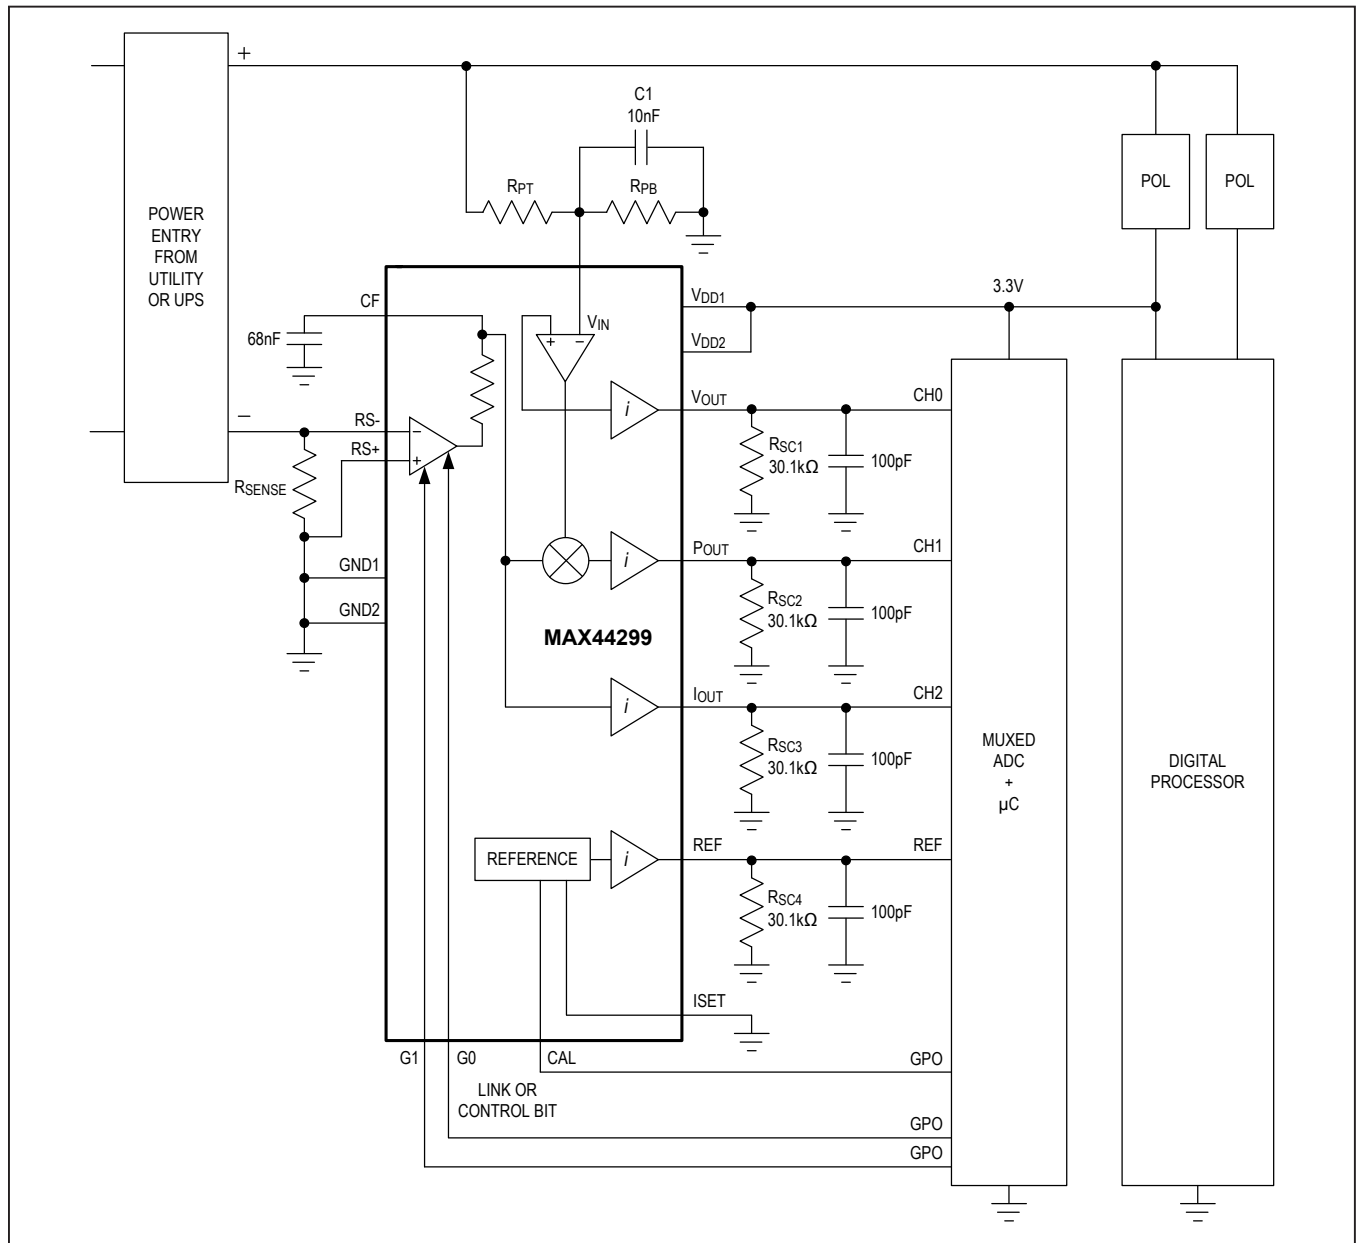 +
C1
10nF
RPT
RPB
POL
POL
POWER
ENTRY
FROM
UTILITY
OR UPS
CF
68nF
VIN
+
−
VDD1
3.3V
VDD2
i
VOUT
CH0
−
RS-
−
RS+
+
RSENSE
RSC1
30.1kΩ
100pF
GND1
GND2
i
POUT
CH1
RSC2
30.1kΩ
100pF
MAX44299
i
IOUT
CH2
RSC3
30.1kΩ
100pF
MUXED
ADC
+
µC
DIGITAL
PROCESSOR
REFERENCE
i
REF
REF
RSC4
30.1kΩ
100pF
ISET
G1
G0
CAL
GPO
LINK OR
CONTROL BIT
GPO
GPO